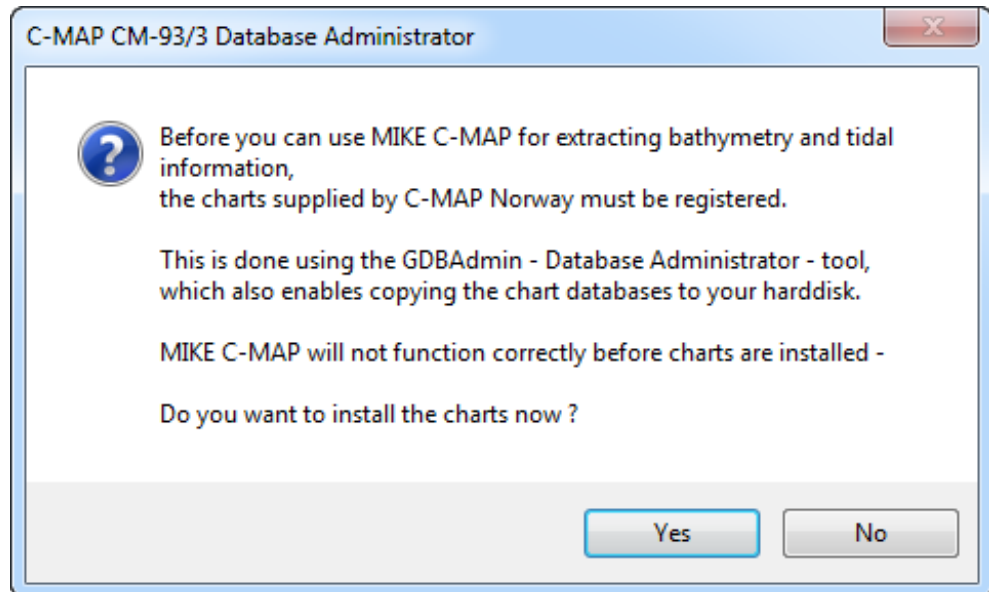 C-MAP CM-93/3 Database Administrator
Before you can use MIKE C-MAP for extracting bathymetry and tidal
information,
the charts supplied by C-MAP Norway must be registered.
This is done using the GDBAdmin - Database Administrator - tool,
which also enables copying the chart databases to your harddisk.
MIKE C-MAP will not function correctly before charts are installed -
Do you want to install the charts now ?
Yes
No